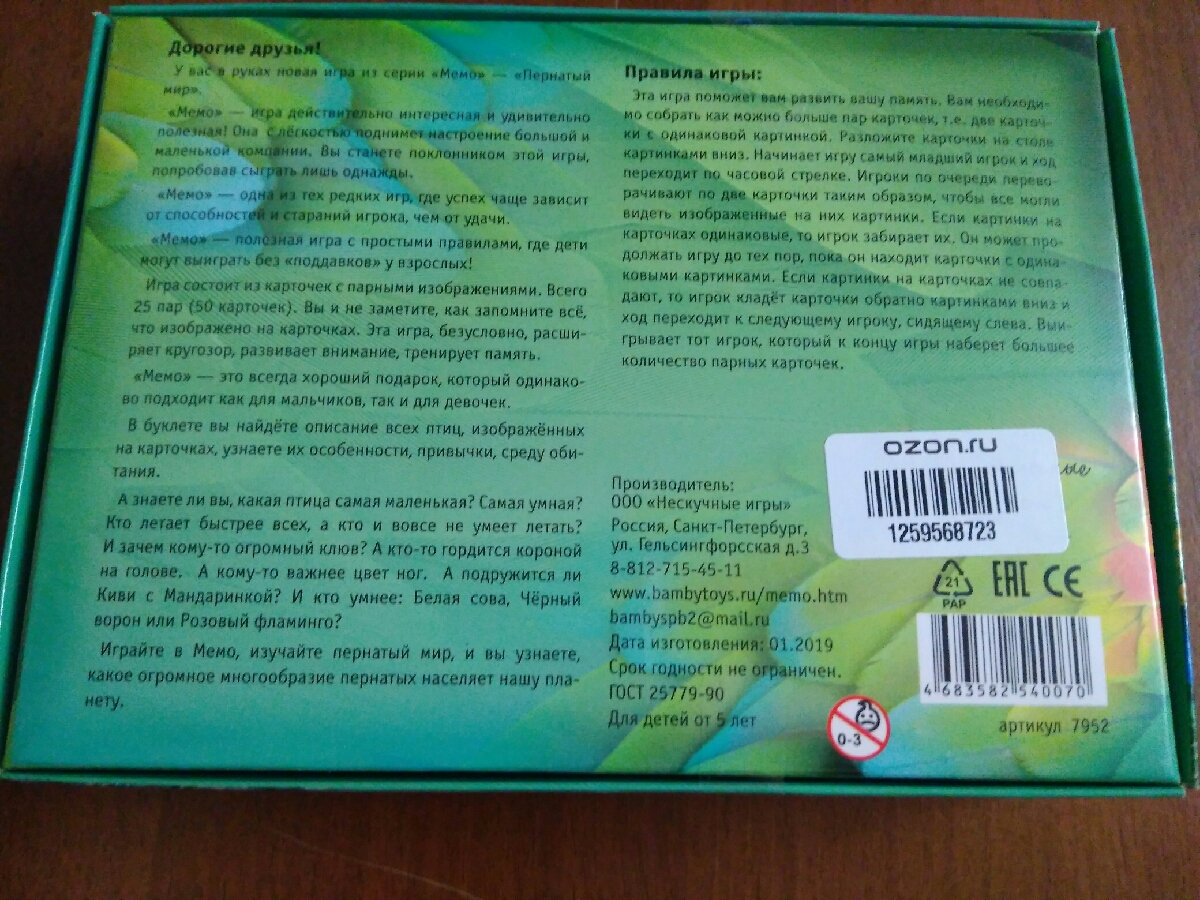 Дорогие друзья!
У вас в руках новая игра из серии «Мемо» — «Пернатый
мир».
«Мемо» — игра действительно интересная и удивительно
полезная! Она с лёгкостью поднимет настроение большой и
маленькой компании. Вы станете поклонником этой игры,
попробовав сыграть лишь однажды.
«Мемо» — одна из тех редких игр, где успех чаще зависит
от способностей и стараний игрока, чем от удачи.
«Мемо» — полезная игра с простыми правилами, где дети
могут выиграть без «поддавков» у взрослых!
Игра состоит из карточек с парными изображениями. Всего
25 пар (50 карточек). Вы и не заметите, как запомните всё,
что изображено на карточках. Эта игра, безусловно, расши-
ряет кругозор, развивает внимание, тренирует память.
«Мемо» — это всегда хороший подарок, который одинако-
во подходит как для мальчиков, так и для девочек.
В буклете вы найдёте описание всех птиц, изображённых
на карточках, узнаете их особенности, привычки, среду оби-
тания.
А знаете ли вы, какая птица самая маленькая? Самая умная?
Кто летает быстрее всех, а кто и вовсе не умеет летать?
И зачем кому-то огромный клюв? А кто-то гордится короной
на голове. А кому-то важнее цвет ног. А подружится ли
Киви с Мандаринкой? И кто умнее: Белая сова, Чёрный
ворон или Розовый фламинго?
Играйте в Мемо, изучайте пернатый мир, и вы узнаете,
какое огромное многообразие пернатых населяет нашу пла-
нету.
Правила игры:
Эта игра поможет вам развить вашу память. Вам необходи-
мо собрать как можно больше пар карточек, т.е. две карточ-
ки с одинаковой картинкой. Разложите карточки на столе
картинками вниз. Начинает игру самый младший игрок и ход
переходит по часовой стрелке. Игроки по очереди перево-
рачивают по две карточки таким образом, чтобы все могли
видеть изображенные на них картинки. Если картинки на
карточках одинаковые, то игрок забирает их. Он может про-
должать игру до тех пор, пока он находит карточки с одина-
ковыми картинками. Если картинки на карточках не совпа-
дают, то игрок кладёт карточки обратно картинками вниз и
ход переходит к следующему игроку, сидящему слева. Выи-
грывает тот игрок, который к концу игры наберет большее
количество парных карточек.
ozon.ru
1259568723
Производитель:
ООО «Нескучные игры»
Россия, Санкт-Петербург,
ул. Гельсингфорсская д.3
8-812-715-45-11
www.bambytoys.ru/memo.htm
bambyspb2@mail.ru
Дата изготовления: 01.2019
Срок годности не ограничен.
ГОСТ 25779-90
Для детей от 5 лет
0-3
21
PAP
EAC CE
4 683582 540070
артикул 7952